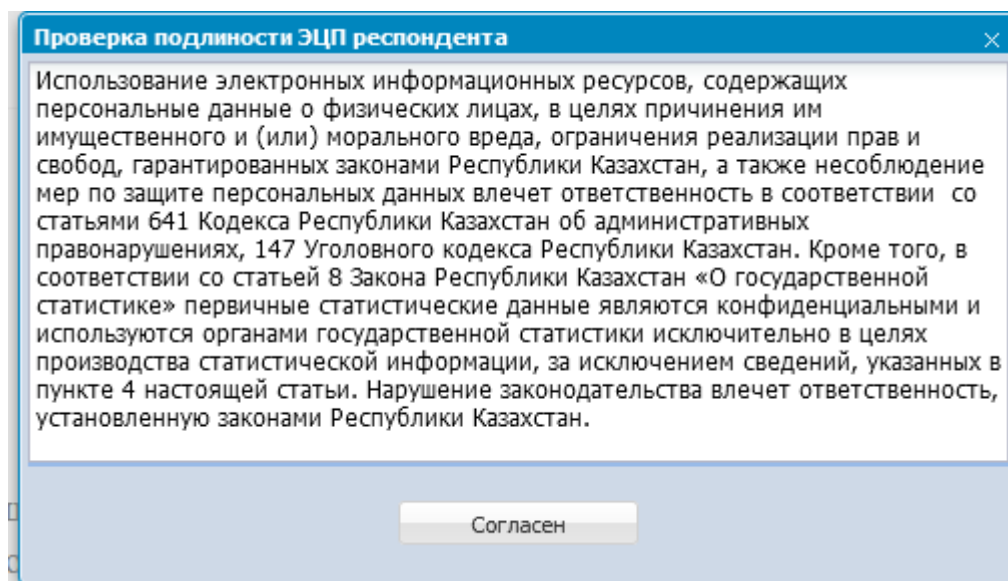 Проверка подлиности ЭЦП респондента
Использование электронных информационных ресурсов, содержащих
персональные данные о физических лицах, в целях причинения им
имущественного и (или) морального вреда, ограничения реализации прав и
свобод, гарантированных законами Республики Казахстан, а также несоблюдение
мер по защите персональных данных влечет ответственность в соответствии  со
статьями 641 Кодекса Республики Казахстан об административных
правонарушениях, 147 Уголовного кодекса Республики Казахстан. Кроме того, в
соответствии со статьей 8 Закона Республики Казахстан «О государственной
статистике» первичные статистические данные являются конфиденциальными и
используются органами государственной статистики исключительно в целях
производства статистической информации, за исключением сведений, указанных в
пункте 4 настоящей статьи. Нарушение законодательства влечет ответственность,
установленную законами Республики Казахстан.
Согласен